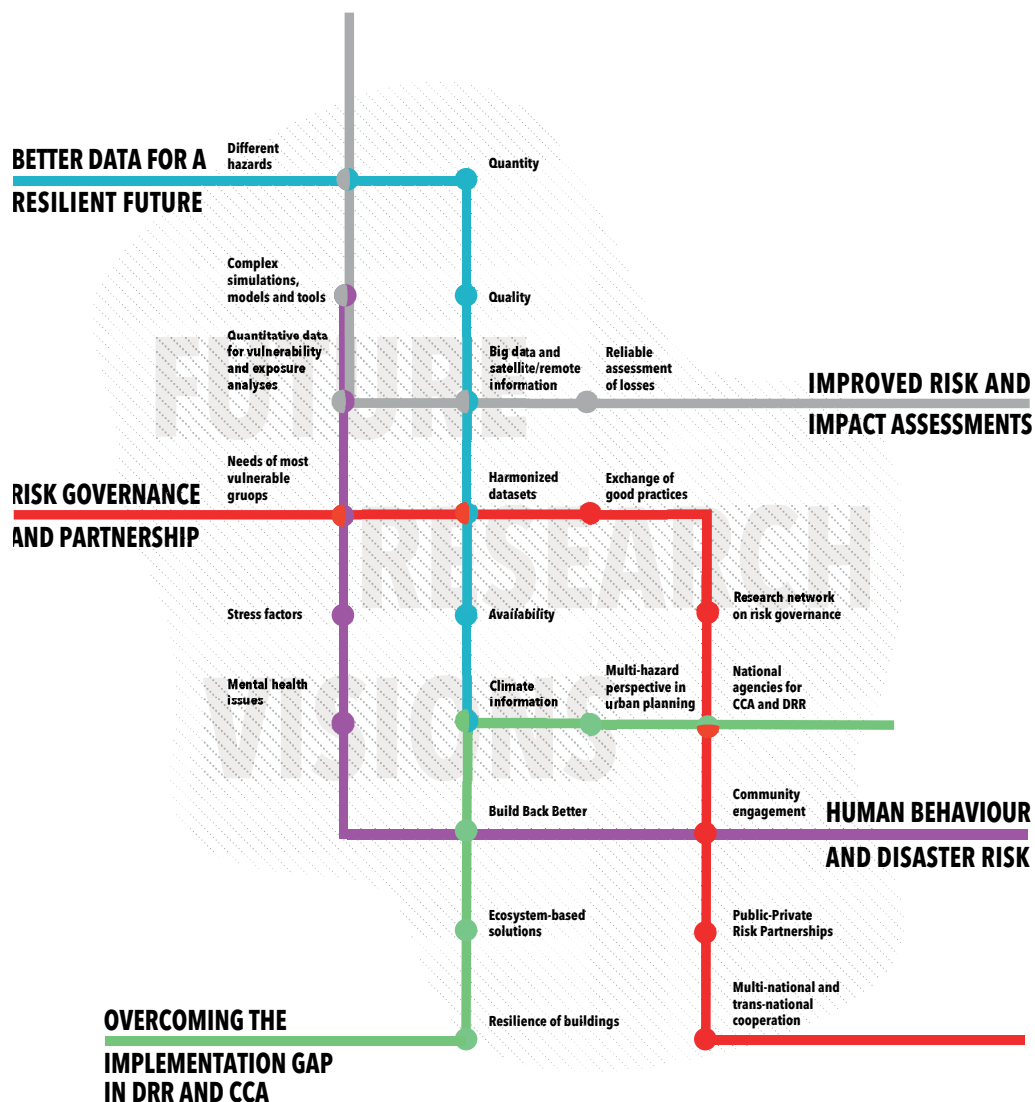 BETTER DATA FOR A
RESILIENT FUTURE
Different
hazards
Quantity
Complex
simulations,
models and tools
Quality
Quantitative data
for vulnerability
and exposure
analyses
Big data and
satellite/remote
information
Reliable
assessment
of losses
IMPROVED RISK AND
IMPACT ASSESSMENTS
FUTURE
RISK GOVERNANCE
AND PARTNERSHIP
Needs of most
vulnerable
gruops
Harmonized
datasets
Exchange of
good practices
RESEARCH
Stress factors
Availability
Research network
on risk governance
Mental health
issues
Climate
information
Multi-hazard
perspective in
urban planning
National
agencies for
CCA and DRR
VISIONS
Build Back Better
Community
engagement
HUMAN BEHAVIOUR
AND DISASTER RISK
Ecosystem-based
solutions
Public-Private
Risk Partnerships
OVERCOMING THE
IMPLEMENTATION GAP
IN DRR AND CCA
Resilience of buildings
Multi-national and
trans-national
cooperation